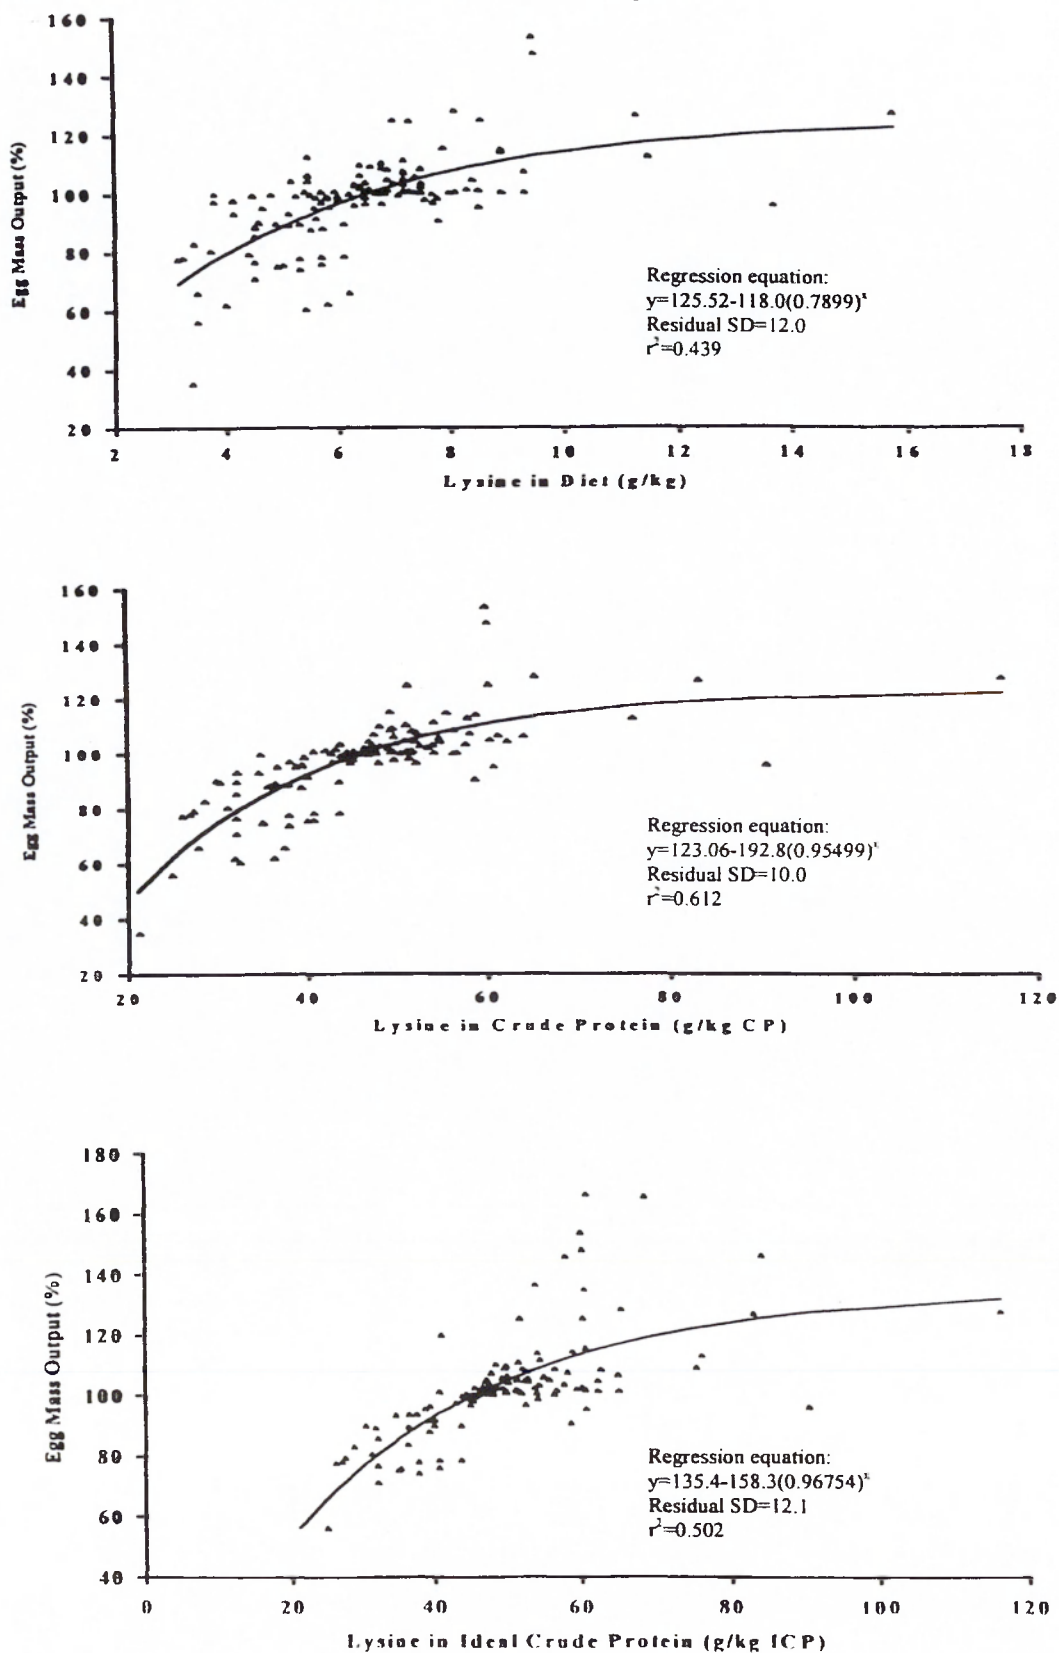 160
140
120
100
80
60
40
20
Egg Mass Output (%)
2 4 6 8 10 12 14 16 18
Lysine in Diet (g/kg)
Regression equation:
y=125.52-118.0(0.7899)ˣ
Residual SD=12.0
r²=0.439
160
140
120
100
80
60
40
20
Egg Mass Output (%)
20 40 60 80 100 120
Lysine in Crude Protein (g/kg CP)
Regression equation:
y=123.06-192.8(0.95499)ˣ
Residual SD=10.0
r²=0.612
180
160
140
120
100
80
60
40
Egg Mass Output (%)
0 20 40 60 80 100 120
Lysine in Ideal Crude Protein (g/kg ICP)
Regression equation:
y=135.4-158.3(0.96754)ˣ
Residual SD=12.1
r²=0.502